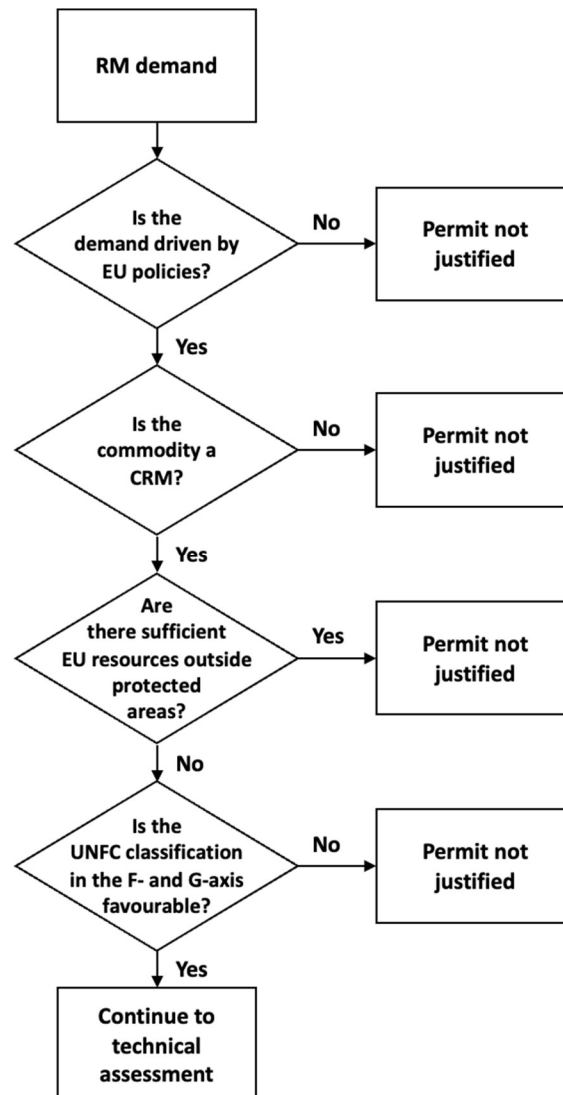 RM demand
Is the
demand driven by
EU policies?
No
Permit not
justified
Yes
Is the
commodity a
CRM?
No
Permit not
justified
Yes
Are
there sufficient
EU resources outside
protected
areas?
Yes
Permit not
justified
No
Is the
UNFC classification
in the F- and G-axis
favourable?
No
Permit not
justified
Yes
Continue to
technical
assessment